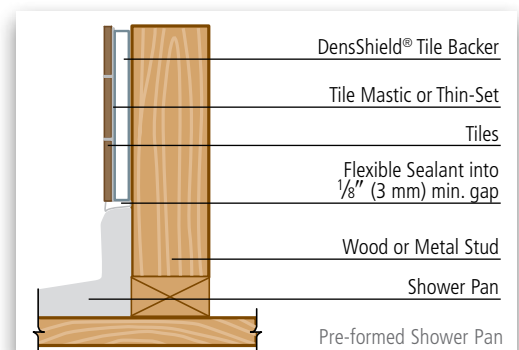 DensShield® Tile Backer
Tile Mastic or Thin-Set
Tiles
Flexible Sealant into
1/8" (3 mm) min. gap
Wood or Metal Stud
Shower Pan
Pre-formed Shower Pan